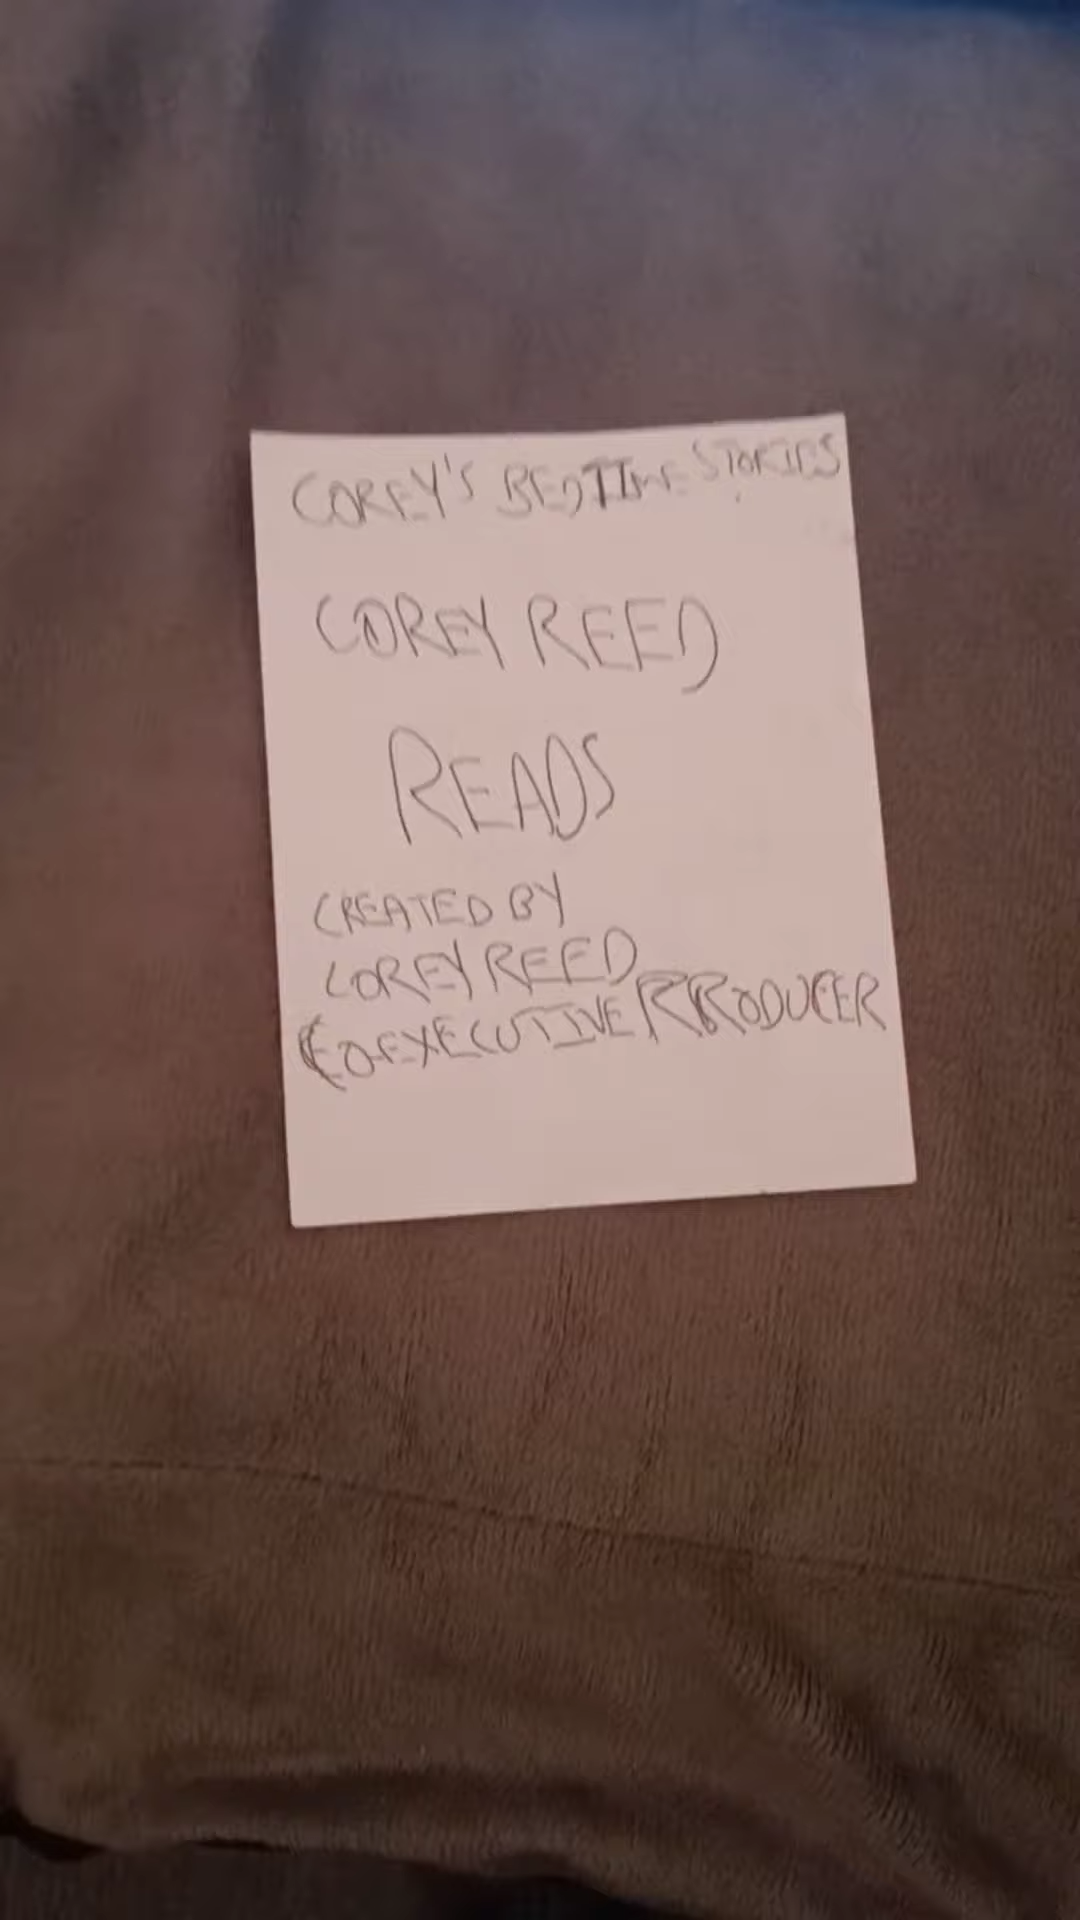 COREY'S BEDTIME STORIES
COREY REED
READS
CREATED BY
COREY REED
CO-EXECUTIVE PRODUCER